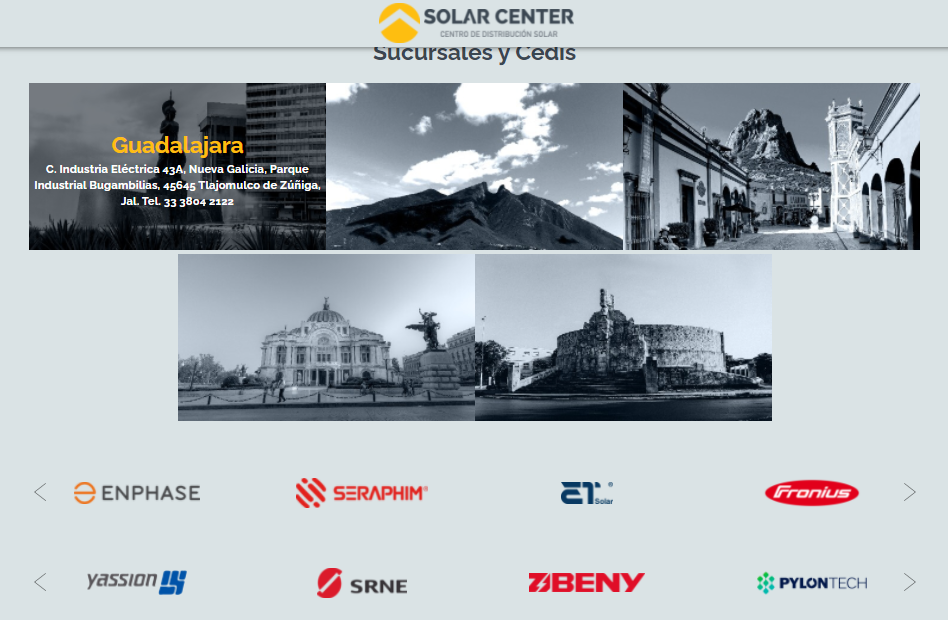 SOLAR CENTER
CENTRO DE DISTRIBUCIÓN SOLAR
Sucursales y Cedis
Guadalajara
C. Industria Eléctrica 43A, Nueva Galicia, Parque
Industrial Bugambilias, 45645 Tlajomulco de Zúñiga,
Jal. Tel. 33 3804 2122
ENPHASE
SERAPHIM®
ET Solar ®
Fronius
yassion
SRNE
BENY
PYLONTECH